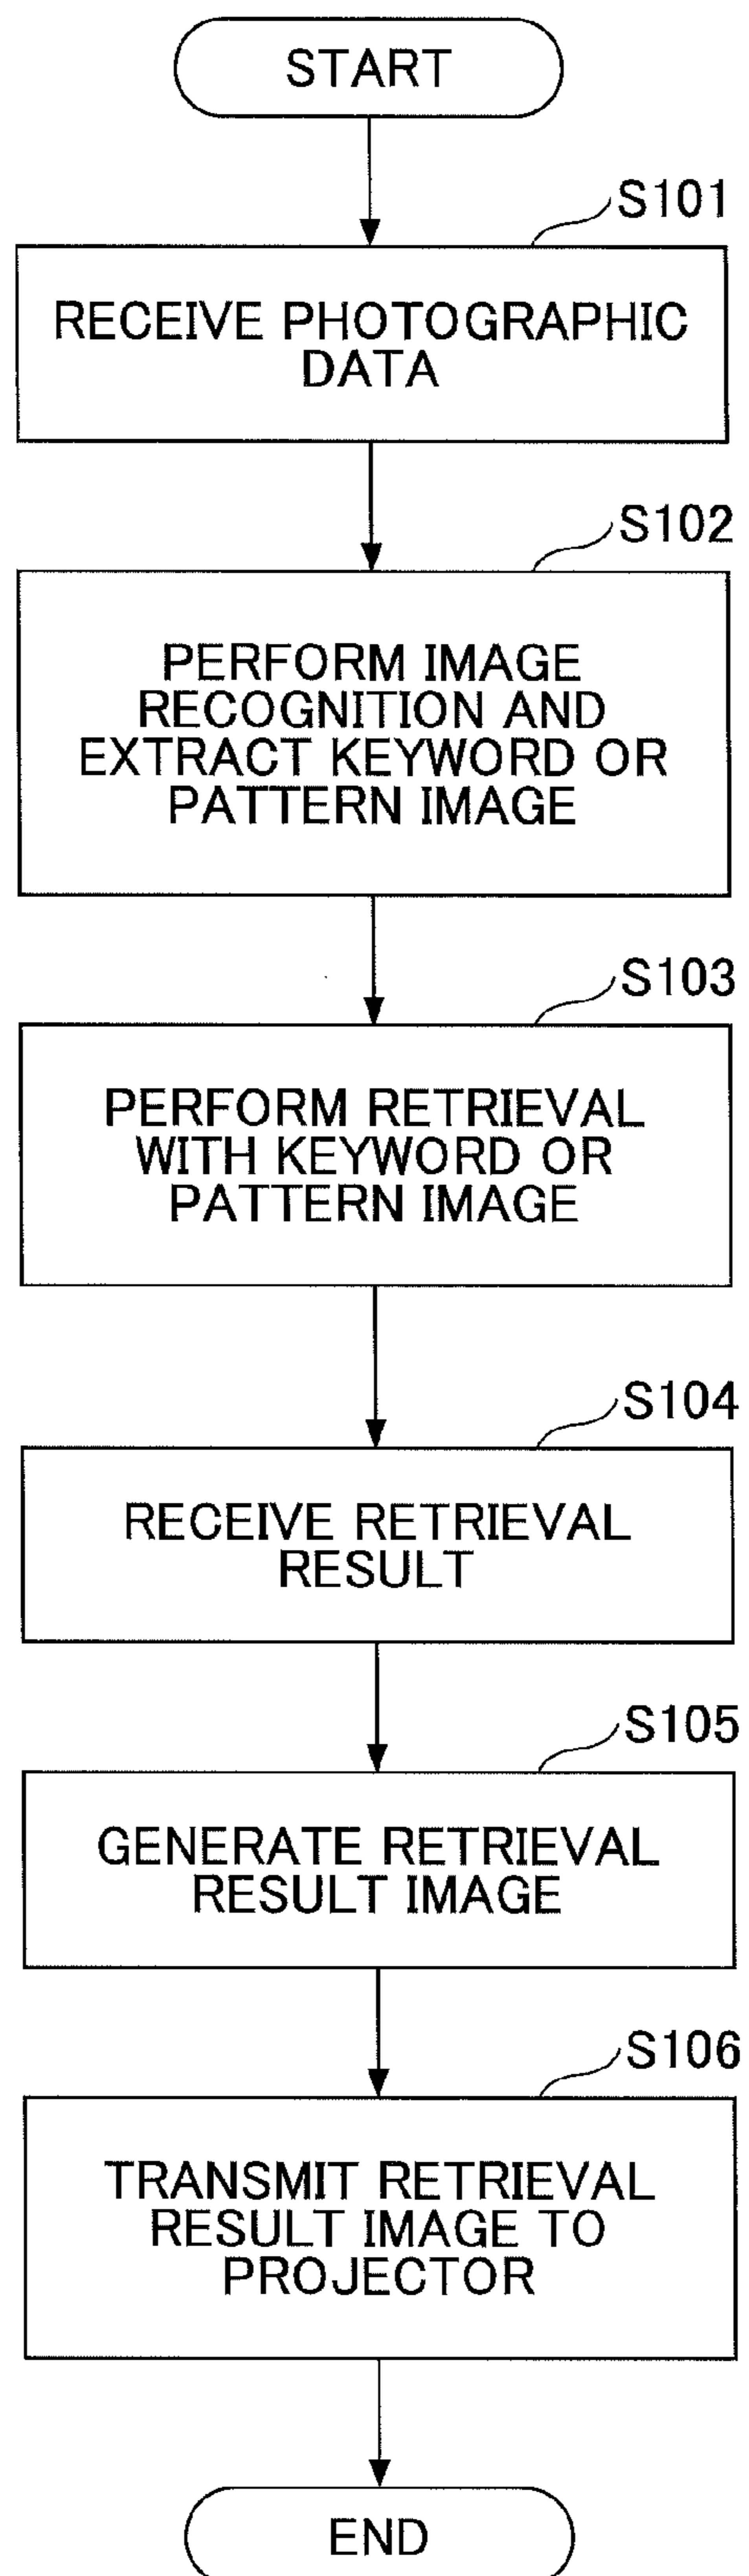 START
S101
RECEIVE PHOTOGRAPHIC
DATA
S102
PERFORM IMAGE
RECOGNITION AND
EXTRACT KEYWORD OR
PATTERN IMAGE
S103
PERFORM RETRIEVAL
WITH KEYWORD OR
PATTERN IMAGE
S104
RECEIVE RETRIEVAL
RESULT
S105
GENERATE RETRIEVAL
RESULT IMAGE
S106
TRANSMIT RETRIEVAL
RESULT IMAGE TO
PROJECTOR
END